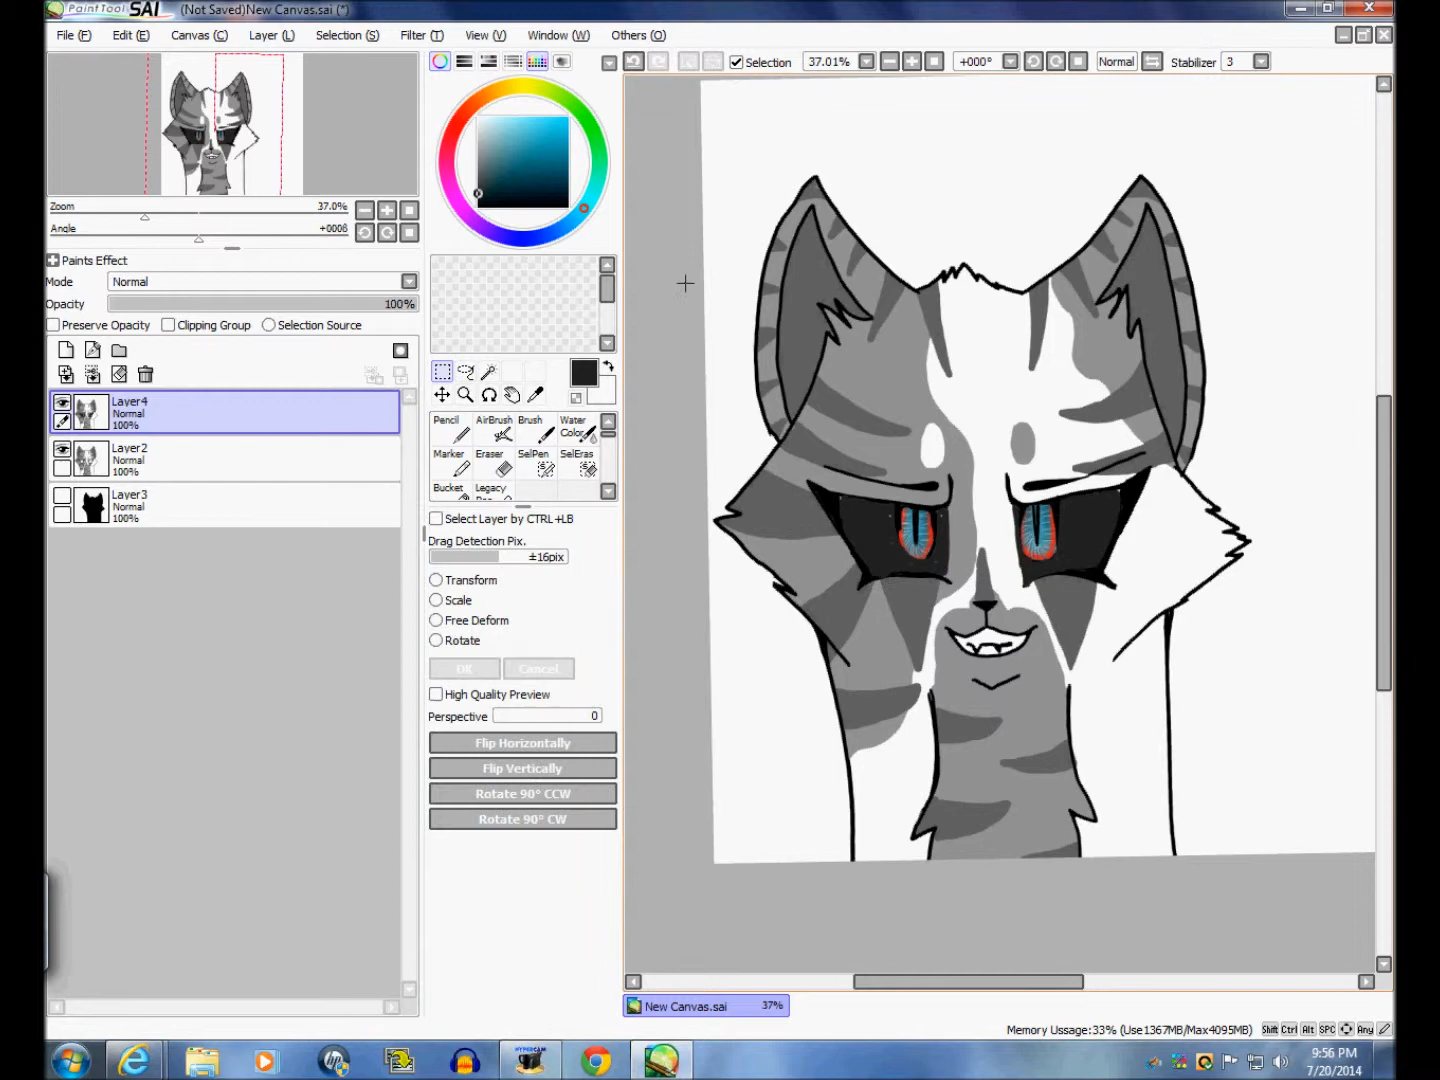 PaintTool SAI (Not Saved)New Canvas.sai (*)
File (F) Edit (E) Canvas (C) Layer (L) Selection (S) Filter (T) View (V) Window (W) Others (O)
Selection 37.01% +000° Normal Stabilizer 3
Zoom 37.0%
Angle
Paints Effect
Mode Normal
Opacity 100%
Preserve Opacity Clipping Group Selection Source
Layer4
Normal
100%
Layer2
Normal
100%
Layer3
Normal
100%
Pencil AirBrush Brush Water
Color
Marker Eraser SelPen SelEras
Bucket Legacy
Pen
Select Layer by CTRL+LB
Drag Detection Pix.
±16pix
Transform
Scale
Free Deform
Rotate
OK Cancel
High Quality Preview
Perspective 0
Flip Horizontally
Flip Vertically
Rotate 90° CCW
Rotate 90° CW
New Canvas.sai 37%
Memory Ussage:33% (Use1367MB/Max4095MB) Shift Ctrl Alt SPC Any
hp
HYPERCAM
9:56 PM
7/20/2014